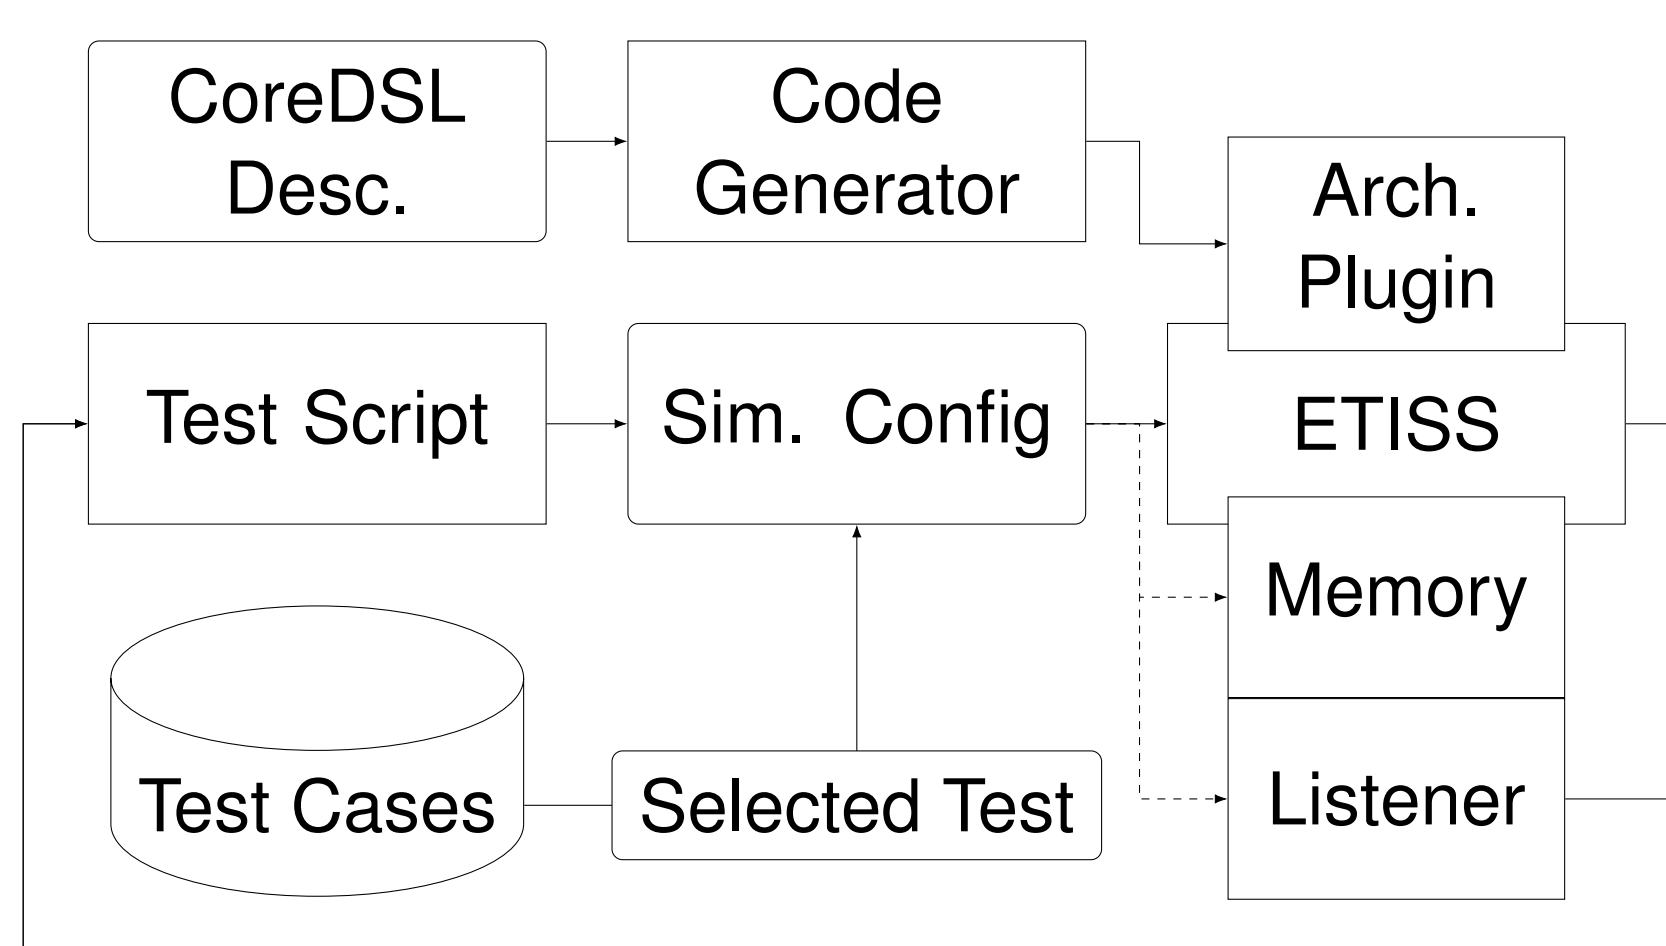 CoreDSL
Desc.
Code
Generator
Arch.
Plugin
Test Script
Sim. Config
ETISS
Memory
Test Cases
Selected Test
Listener